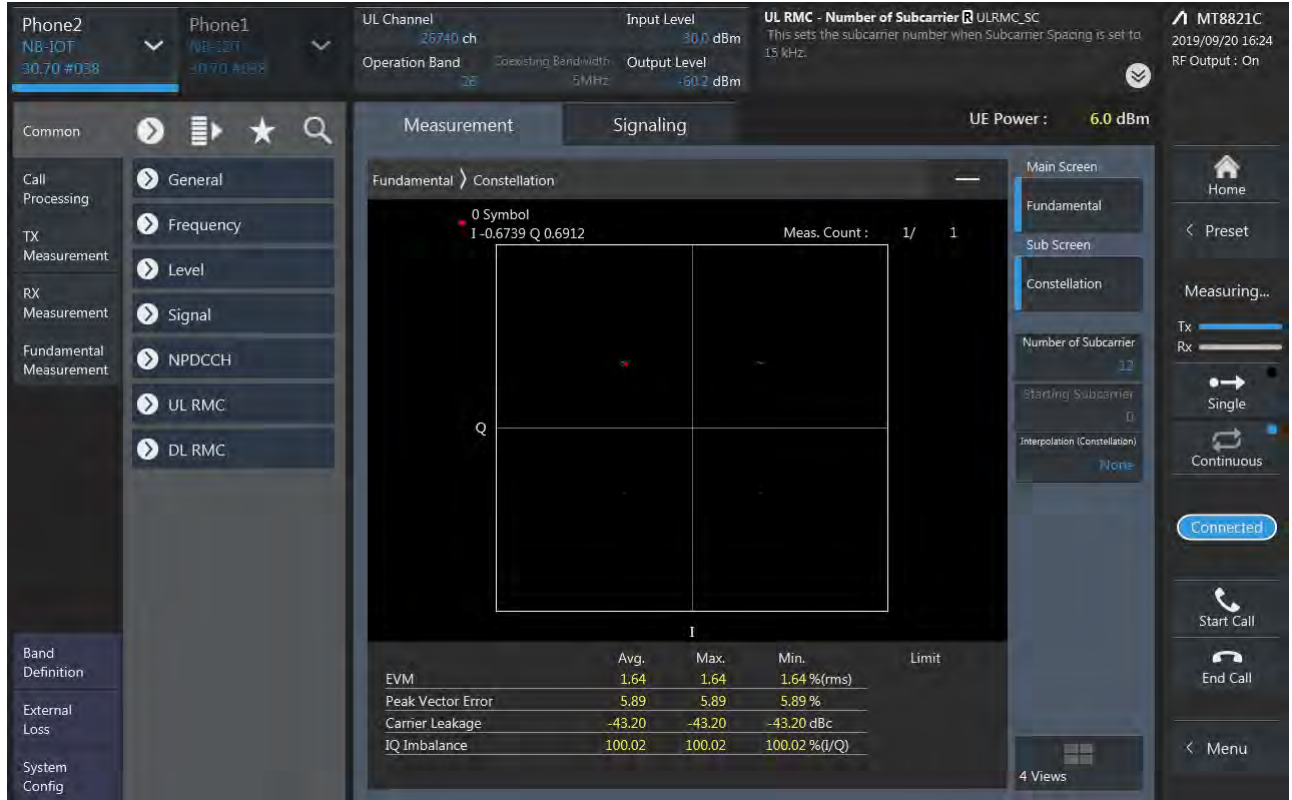 Phone2
NB-IOT
30.70 #038
Phone1
NB-IOT
30.70 #038
UL Channel
26740 ch
Operation Band
26
Coexisting Bandwidth
5MHz
Input Level
30.0 dBm
Output Level
-60.2 dBm
UL RMC - Number of Subcarrier R ULRMC_SC
This sets the subcarrier number when Subcarrier Spacing is set to
15 kHz.
MT8821C
2019/09/20 16:24
RF Output : On
Common
Call
Processing
TX
Measurement
RX
Measurement
Fundamental
Measurement
Band
Definition
External
Loss
System
Config
General
Frequency
Level
Signal
NPDCCH
UL RMC
DL RMC
Measurement
Signaling
UE Power : 6.0 dBm
Fundamental 〉 Constellation
0 Symbol
I -0.6739 Q 0.6912
Meas. Count : 1/ 1
Q
I
Avg. Max. Min. Limit
EVM 1.64 1.64 1.64 %(rms)
Peak Vector Error 5.89 5.89 5.89 %
Carrier Leakage -43.20 -43.20 -43.20 dBc
IQ Imbalance 100.02 100.02 100.02 %(I/Q)
Main Screen
Fundamental
Sub Screen
Constellation
Number of Subcarrier
12
Starting Subcarrier
0
Interpolation (Constellation)
None
4 Views
Home
< Preset
Measuring...
Tx
Rx
Single
Continuous
Connected
Start Call
End Call
< Menu